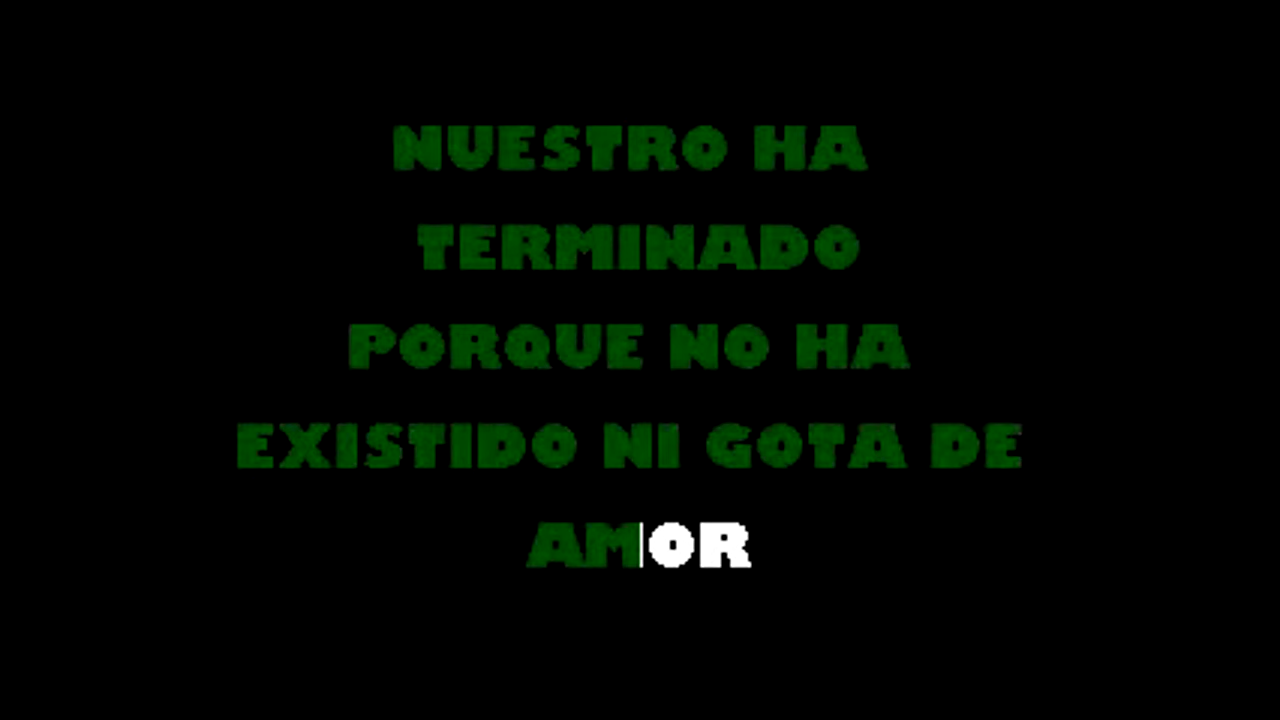 NUESTRO HA
TERMINADO
PORQUE NO HA
EXISTIDO NI GOTA DE
AMOR